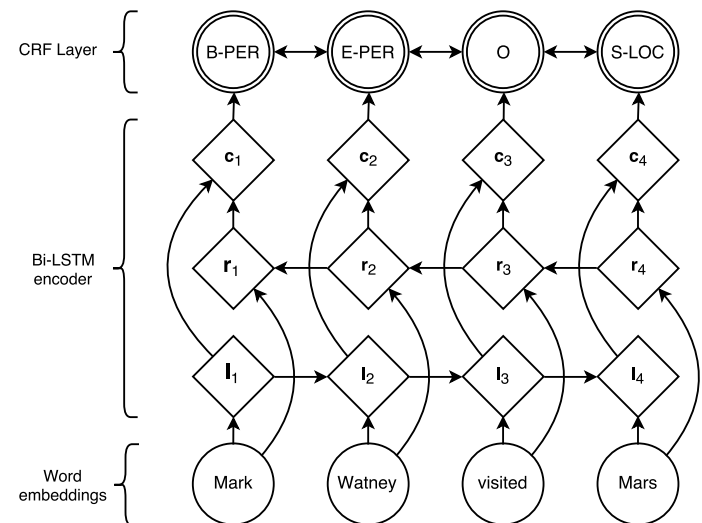 CRF Layer
B-PER
E-PER
O
S-LOC
c1
c2
c3
c4
Bi-LSTM
encoder
r1
r2
r3
r4
l1
l2
l3
l4
Word
embeddings
Mark
Watney
visited
Mars